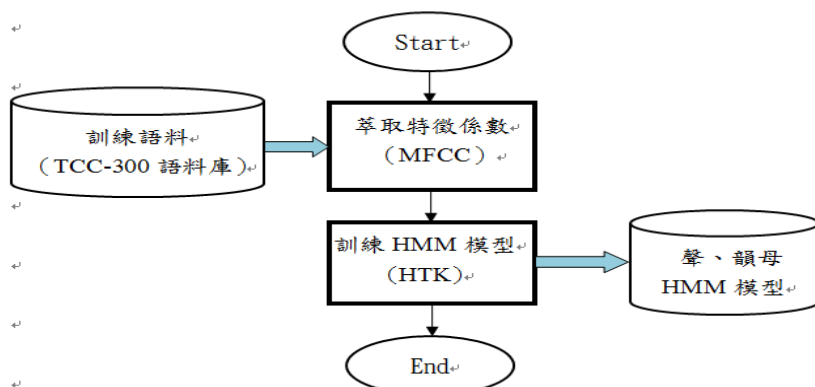 Start
訓練語料
（TCC-300 語料庫）
萃取特徵係數
（MFCC）
訓練 HMM 模型
（HTK）
聲、韻母
HMM 模型
End